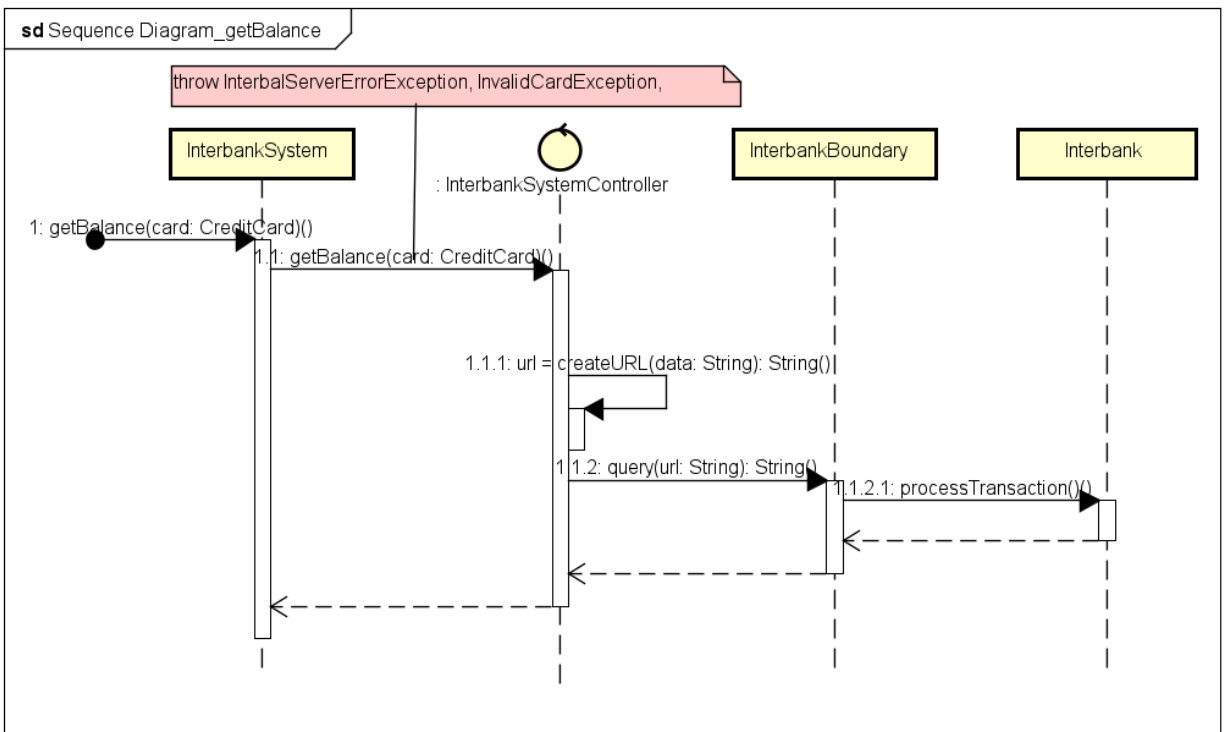 sd Sequence Diagram_getBalance
throw InterbalServerErrorException, InvalidCardException,
InterbankSystem
: InterbankSystemController
InterbankBoundary
Interbank
1: getBalance(card: CreditCard)()
1.1: getBalance(card: CreditCard)()
1.1.1: url = createURL(data: String): String()
1.1.2: query(url: String): String()
1.1.2.1: processTransaction()()